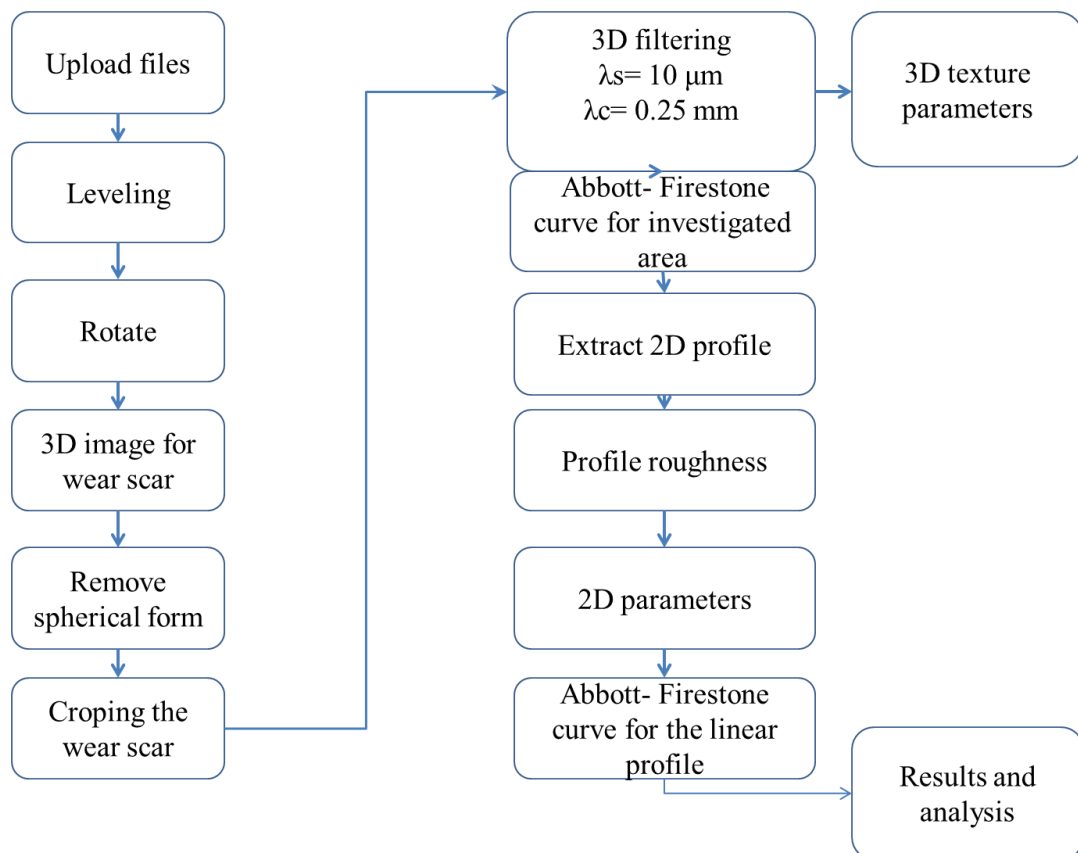 Upload files
Leveling
Rotate
3D image for
wear scar
Remove
spherical form
Croping the
wear scar
3D filtering
λs= 10 μm
λc= 0.25 mm
3D texture
parameters
Abbott- Firestone
curve for investigated
area
Extract 2D profile
Profile roughness
2D parameters
Abbott- Firestone
curve for the linear
profile
Results and
analysis